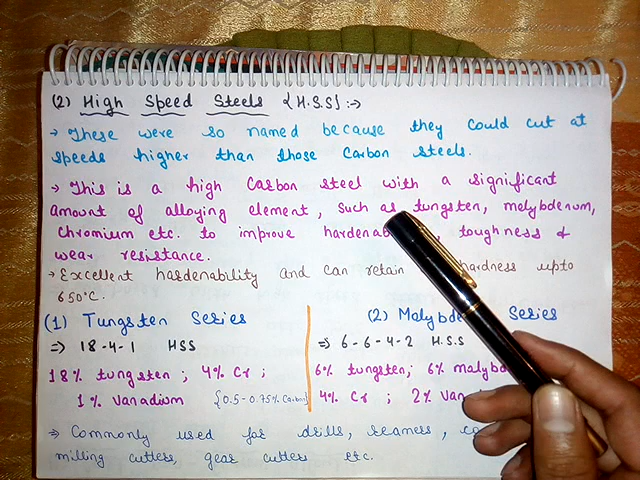 (2) High Speed Steels {H.S.S} :→
→ These were so named because they could cut at
speeds higher than those Carbon steels.
→ This is a high Carbon steel with a significant
amount of alloying element, such as tungsten, molybdenum,
Chromium etc. to improve toughness &
wear resistance.
→ Excellent hardenability and can retain hardness upto
650°C.
(1) Tungsten Series
⇒ 18-4-1 HSS
18% tungsten ; 4% Cr ;
1% Vanadium {0.5-0.75% Carbon}
(2) Series
⇒ 6-6-4-2 H.S.S
6% tungsten; 6%
4% Cr ; 2%
⇒ Commonly used for drills, reamers,
milling cutters, gear cutters etc.